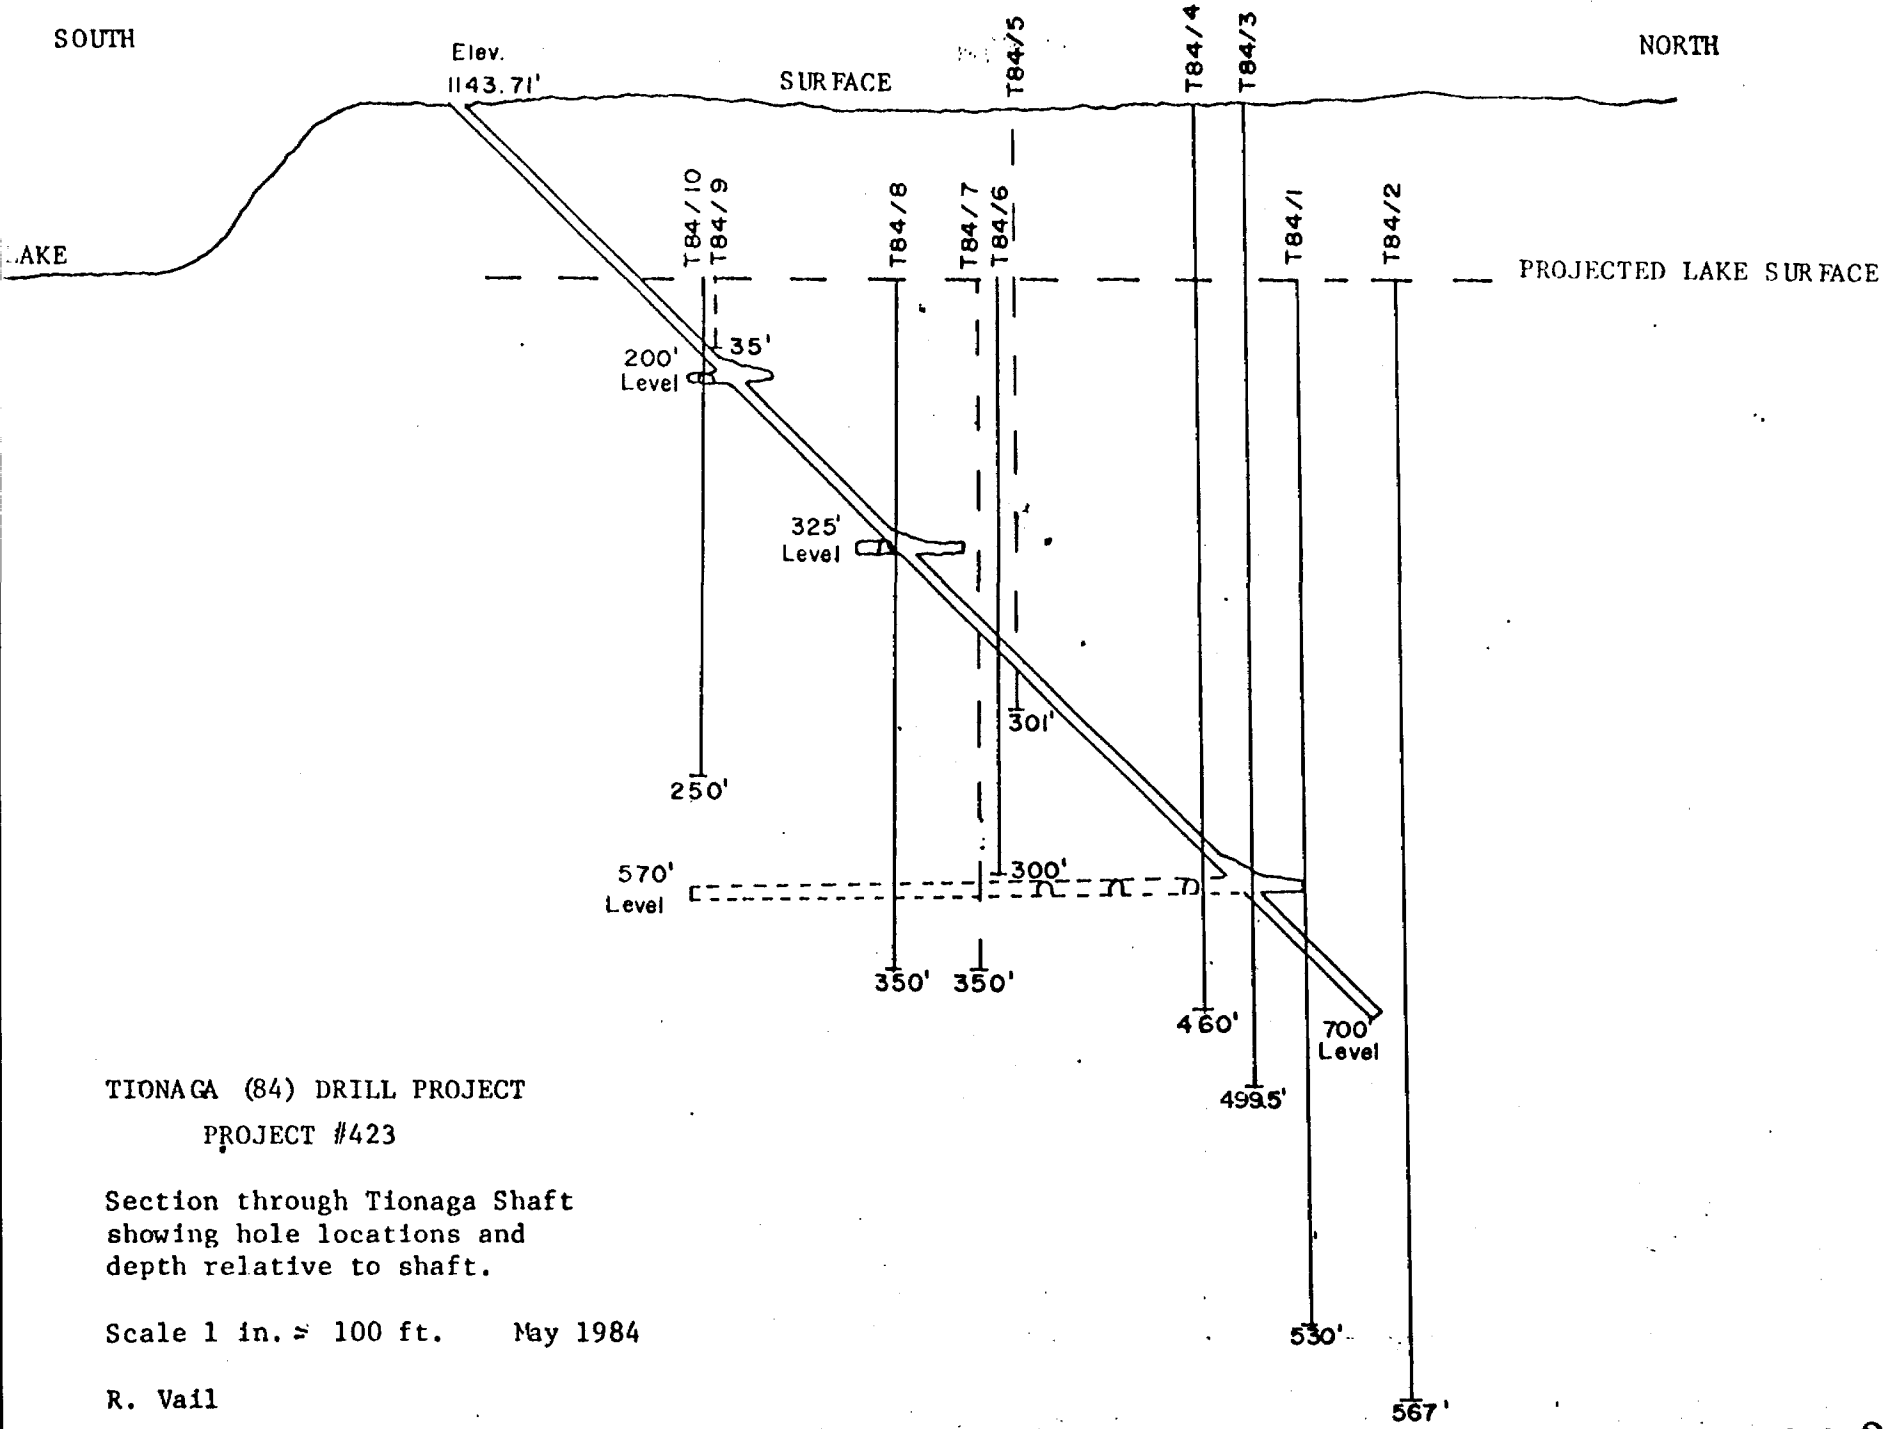 SOUTH
NORTH
Elev.
1143.71'
SURFACE
T84/5
T84/4
T84/3
T84/10
T84/9
T84/8
T84/7
T84/6
T84/1
T84/2
LAKE
PROJECTED LAKE SURFACE
35'
200'
Level
325'
Level
301'
250'
570'
Level
300'
350'
350'
460'
700'
Level
499.5'
530'
567'
TIONAGA (84) DRILL PROJECT
PROJECT #423
Section through Tionaga Shaft
showing hole locations and
depth relative to shaft.
Scale 1 in. ≈ 100 ft. May 1984
R. Vail